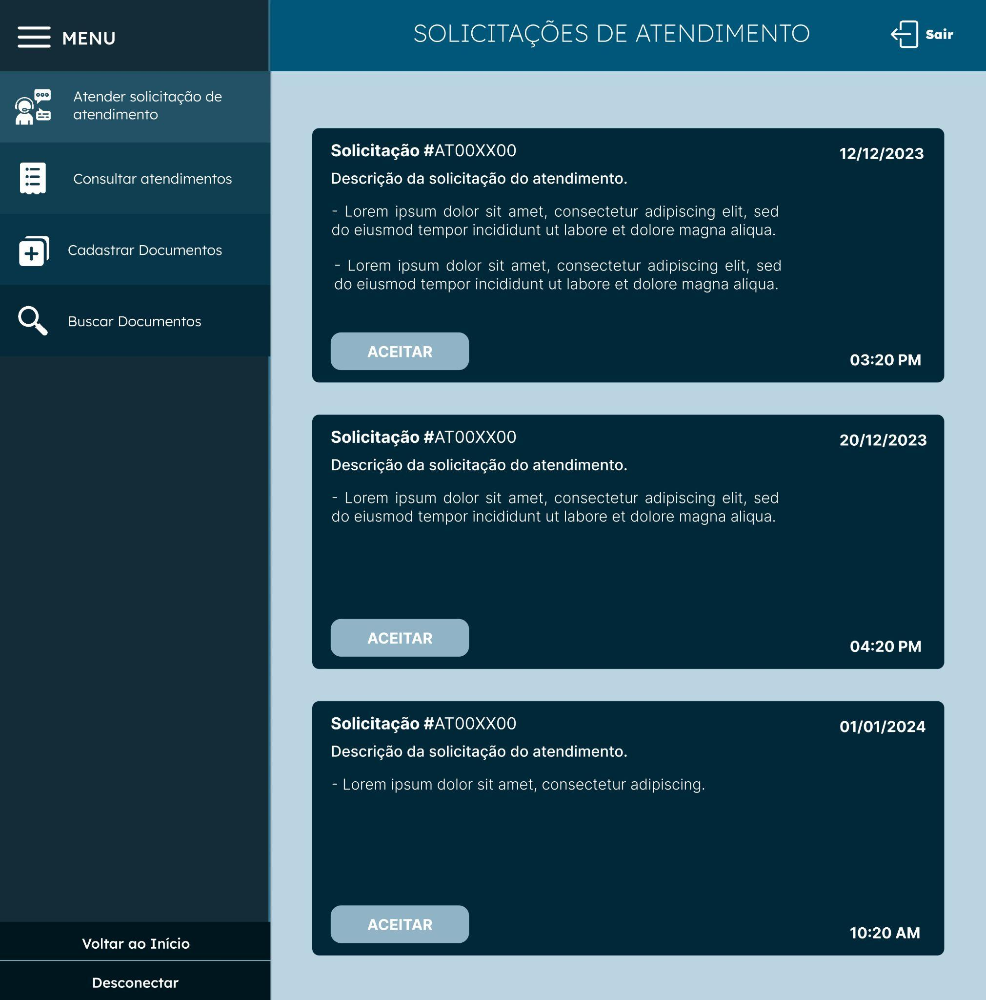 MENU
SOLICITAÇÕES DE ATENDIMENTO
Sair
Atender solicitação de
atendimento
Consultar atendimentos
Cadastrar Documentos
Buscar Documentos
Voltar ao Início
Desconectar
Solicitação #AT00XX00
12/12/2023
Descrição da solicitação do atendimento.
- Lorem ipsum dolor sit amet, consectetur adipiscing elit, sed
do eiusmod tempor incididunt ut labore et dolore magna aliqua.
- Lorem ipsum dolor sit amet, consectetur adipiscing elit, sed
do eiusmod tempor incididunt ut labore et dolore magna aliqua.
ACEITAR
03:20 PM
Solicitação #AT00XX00
20/12/2023
Descrição da solicitação do atendimento.
- Lorem ipsum dolor sit amet, consectetur adipiscing elit, sed
do eiusmod tempor incididunt ut labore et dolore magna aliqua.
ACEITAR
04:20 PM
Solicitação #AT00XX00
01/01/2024
Descrição da solicitação do atendimento.
- Lorem ipsum dolor sit amet, consectetur adipiscing.
ACEITAR
10:20 AM